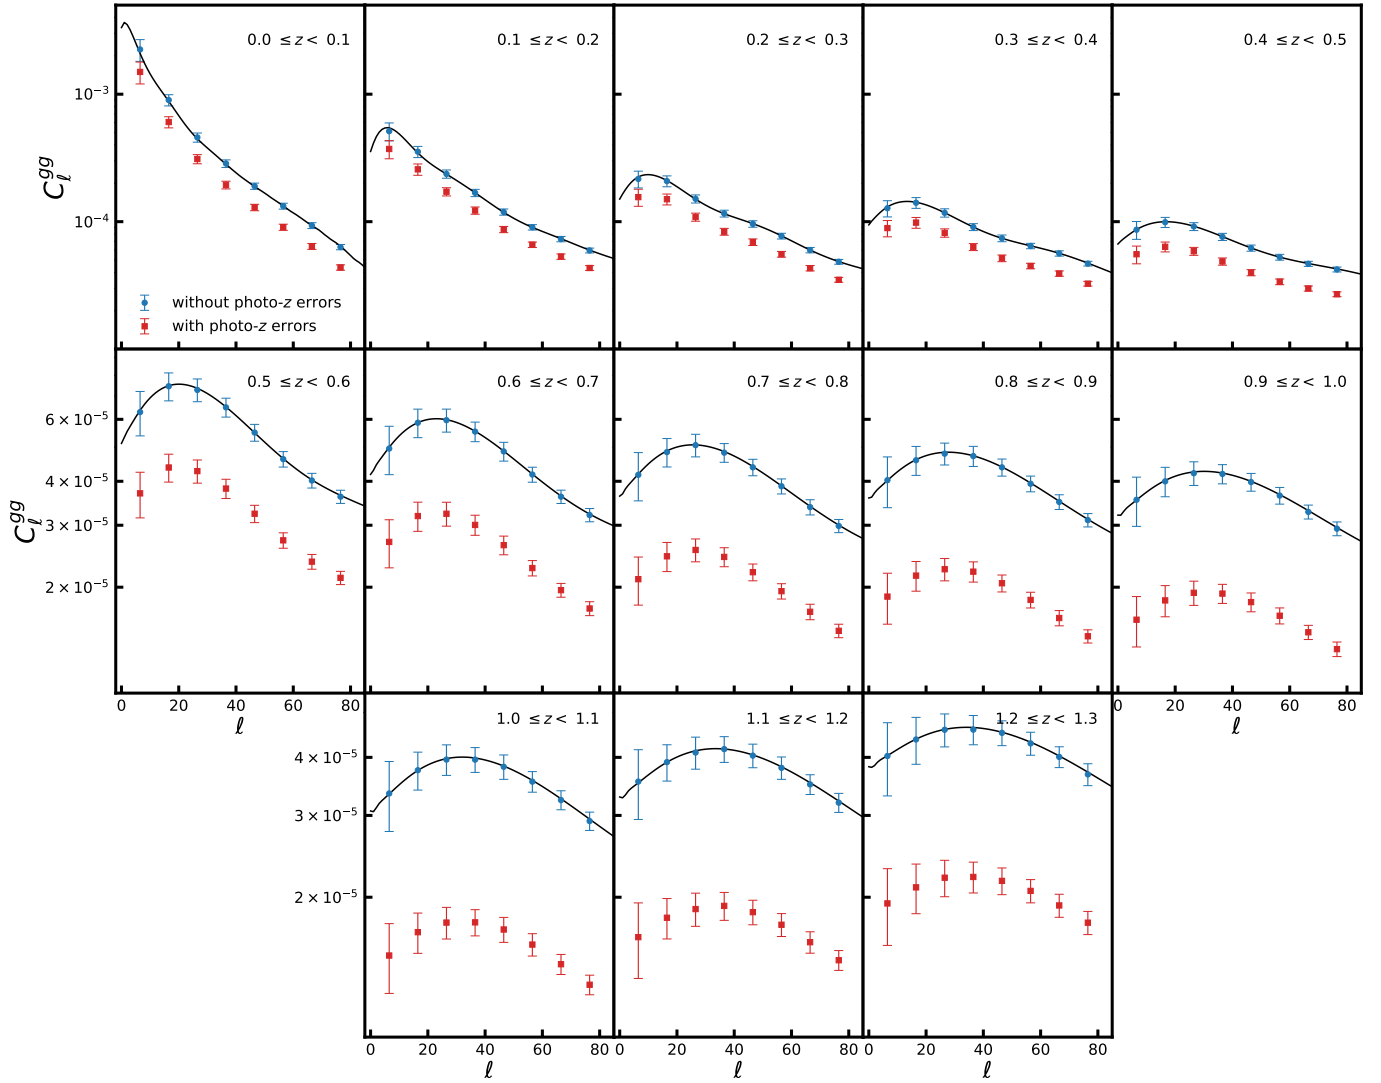 0.0 ≤ z < 0.1
0.1 ≤ z < 0.2
0.2 ≤ z < 0.3
0.3 ≤ z < 0.4
0.4 ≤ z < 0.5
10⁻³
10⁻⁴
C_ℓ^gg
without photo-z errors
with photo-z errors
0.5 ≤ z < 0.6
0.6 ≤ z < 0.7
0.7 ≤ z < 0.8
0.8 ≤ z < 0.9
0.9 ≤ z < 1.0
6 × 10⁻⁵
4 × 10⁻⁵
3 × 10⁻⁵
2 × 10⁻⁵
C_ℓ^gg
0 20 40 60 80
ℓ
0 20 40 60 80
ℓ
1.0 ≤ z < 1.1
1.1 ≤ z < 1.2
1.2 ≤ z < 1.3
4 × 10⁻⁵
3 × 10⁻⁵
2 × 10⁻⁵
0 20 40 60 80
0 20 40 60 80
0 20 40 60 80
ℓ
ℓ
ℓ